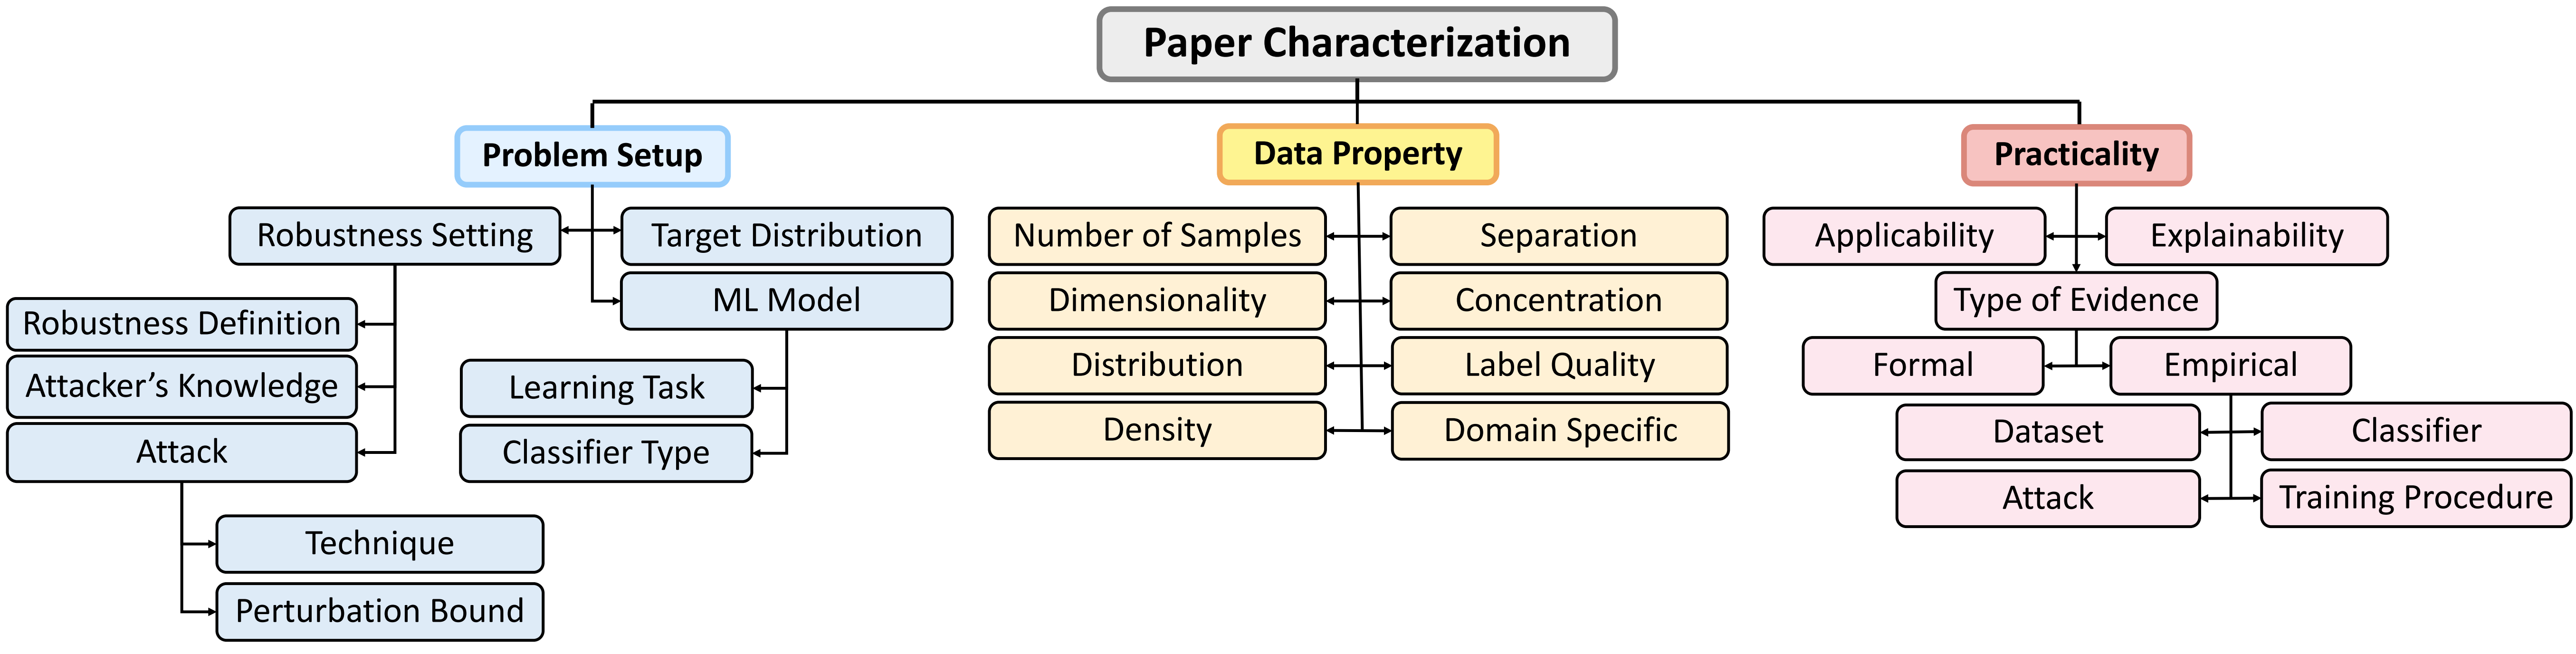 Paper Characterization
Problem Setup
Robustness Setting
Target Distribution
ML Model
Robustness Definition
Attacker’s Knowledge
Attack
Technique
Perturbation Bound
Learning Task
Classifier Type
Data Property
Number of Samples
Separation
Dimensionality
Concentration
Distribution
Label Quality
Density
Domain Specific
Practicality
Applicability
Explainability
Type of Evidence
Formal
Empirical
Dataset
Classifier
Attack
Training Procedure